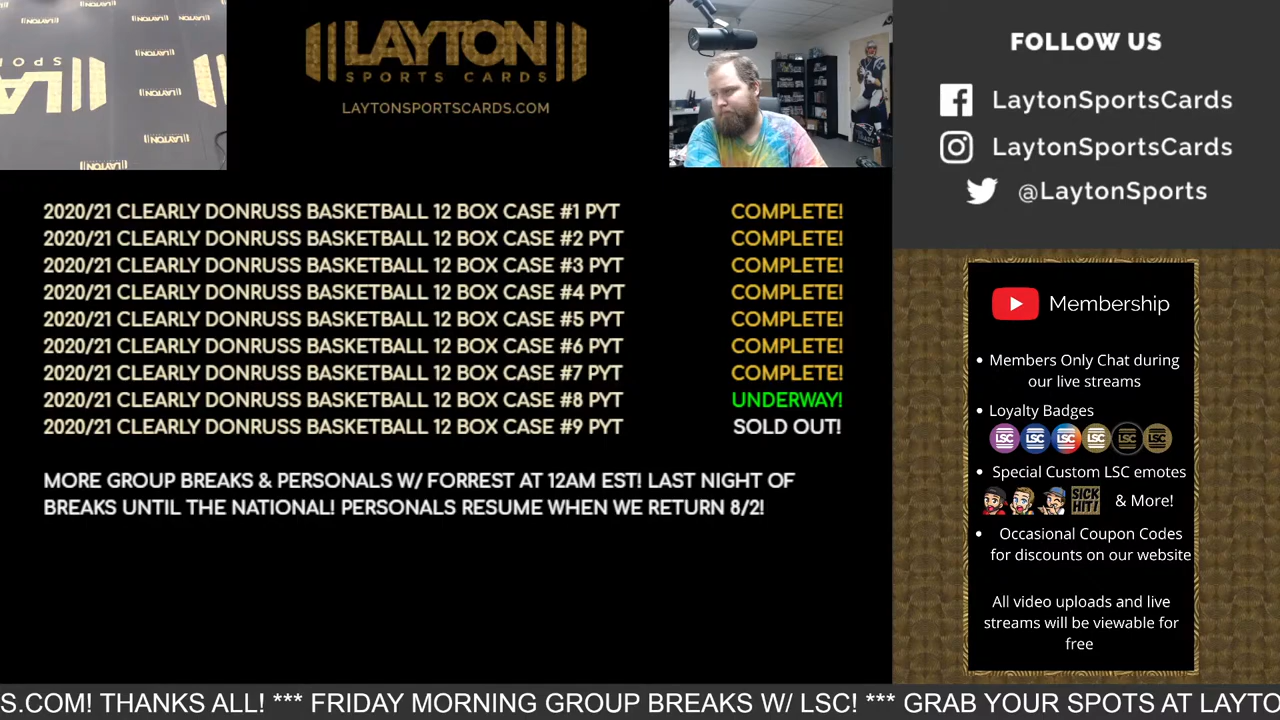 LAYTON
SPORTS CARDS
LAYTONSPORTSCARDS.COM
FOLLOW US
LaytonSportsCards
LaytonSportsCards
@LaytonSports
2020/21 CLEARLY DONRUSS BASKETBALL 12 BOX CASE #1 PYT COMPLETE!
2020/21 CLEARLY DONRUSS BASKETBALL 12 BOX CASE #2 PYT COMPLETE!
2020/21 CLEARLY DONRUSS BASKETBALL 12 BOX CASE #3 PYT COMPLETE!
2020/21 CLEARLY DONRUSS BASKETBALL 12 BOX CASE #4 PYT COMPLETE!
2020/21 CLEARLY DONRUSS BASKETBALL 12 BOX CASE #5 PYT COMPLETE!
2020/21 CLEARLY DONRUSS BASKETBALL 12 BOX CASE #6 PYT COMPLETE!
2020/21 CLEARLY DONRUSS BASKETBALL 12 BOX CASE #7 PYT COMPLETE!
2020/21 CLEARLY DONRUSS BASKETBALL 12 BOX CASE #8 PYT UNDERWAY!
2020/21 CLEARLY DONRUSS BASKETBALL 12 BOX CASE #9 PYT SOLD OUT!
MORE GROUP BREAKS & PERSONALS W/ FORREST AT 12AM EST! LAST NIGHT OF
BREAKS UNTIL THE NATIONAL! PERSONALS RESUME WHEN WE RETURN 8/2!
Membership
• Members Only Chat during
our live streams
• Loyalty Badges
LSC LSC LSC LSC LSC LSC
• Special Custom LSC emotes
SICK
HIT!
& More!
• Occasional Coupon Codes
for discounts on our website
All video uploads and live
streams will be viewable for
free
S.COM! THANKS ALL! *** FRIDAY MORNING GROUP BREAKS W/ LSC! *** GRAB YOUR SPOTS AT LAYTO